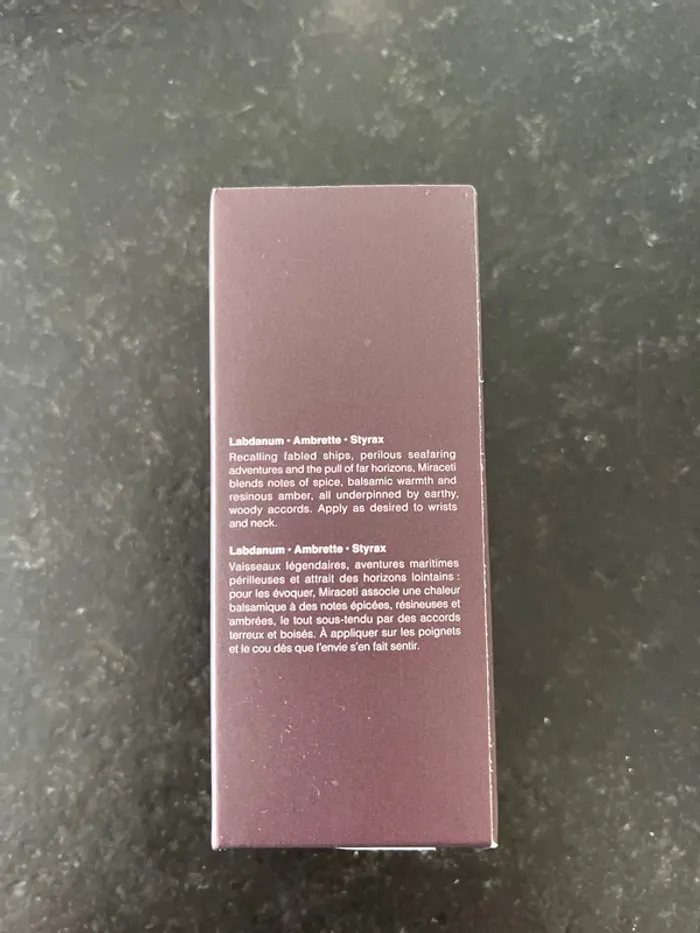 Labdanum · Ambrette · Styrax
Recalling fabled ships, perilous seafaring
adventures and the pull of far horizons, Miraceti
blends notes of spice, balsamic warmth and
resinous amber, all underpinned by earthy,
woody accords. Apply as desired to wrists
and neck.
Labdanum · Ambrette · Styrax
Vaisseaux légendaires, aventures maritimes
périlleuses et attrait des horizons lointains :
pour les évoquer, Miraceti associe une chaleur
balsamique à des notes épicées, résineuses et
ambrées, le tout sous-tendu par des accords
terreux et boisés. À appliquer sur les poignets
et le cou dès que l'envie s'en fait sentir.